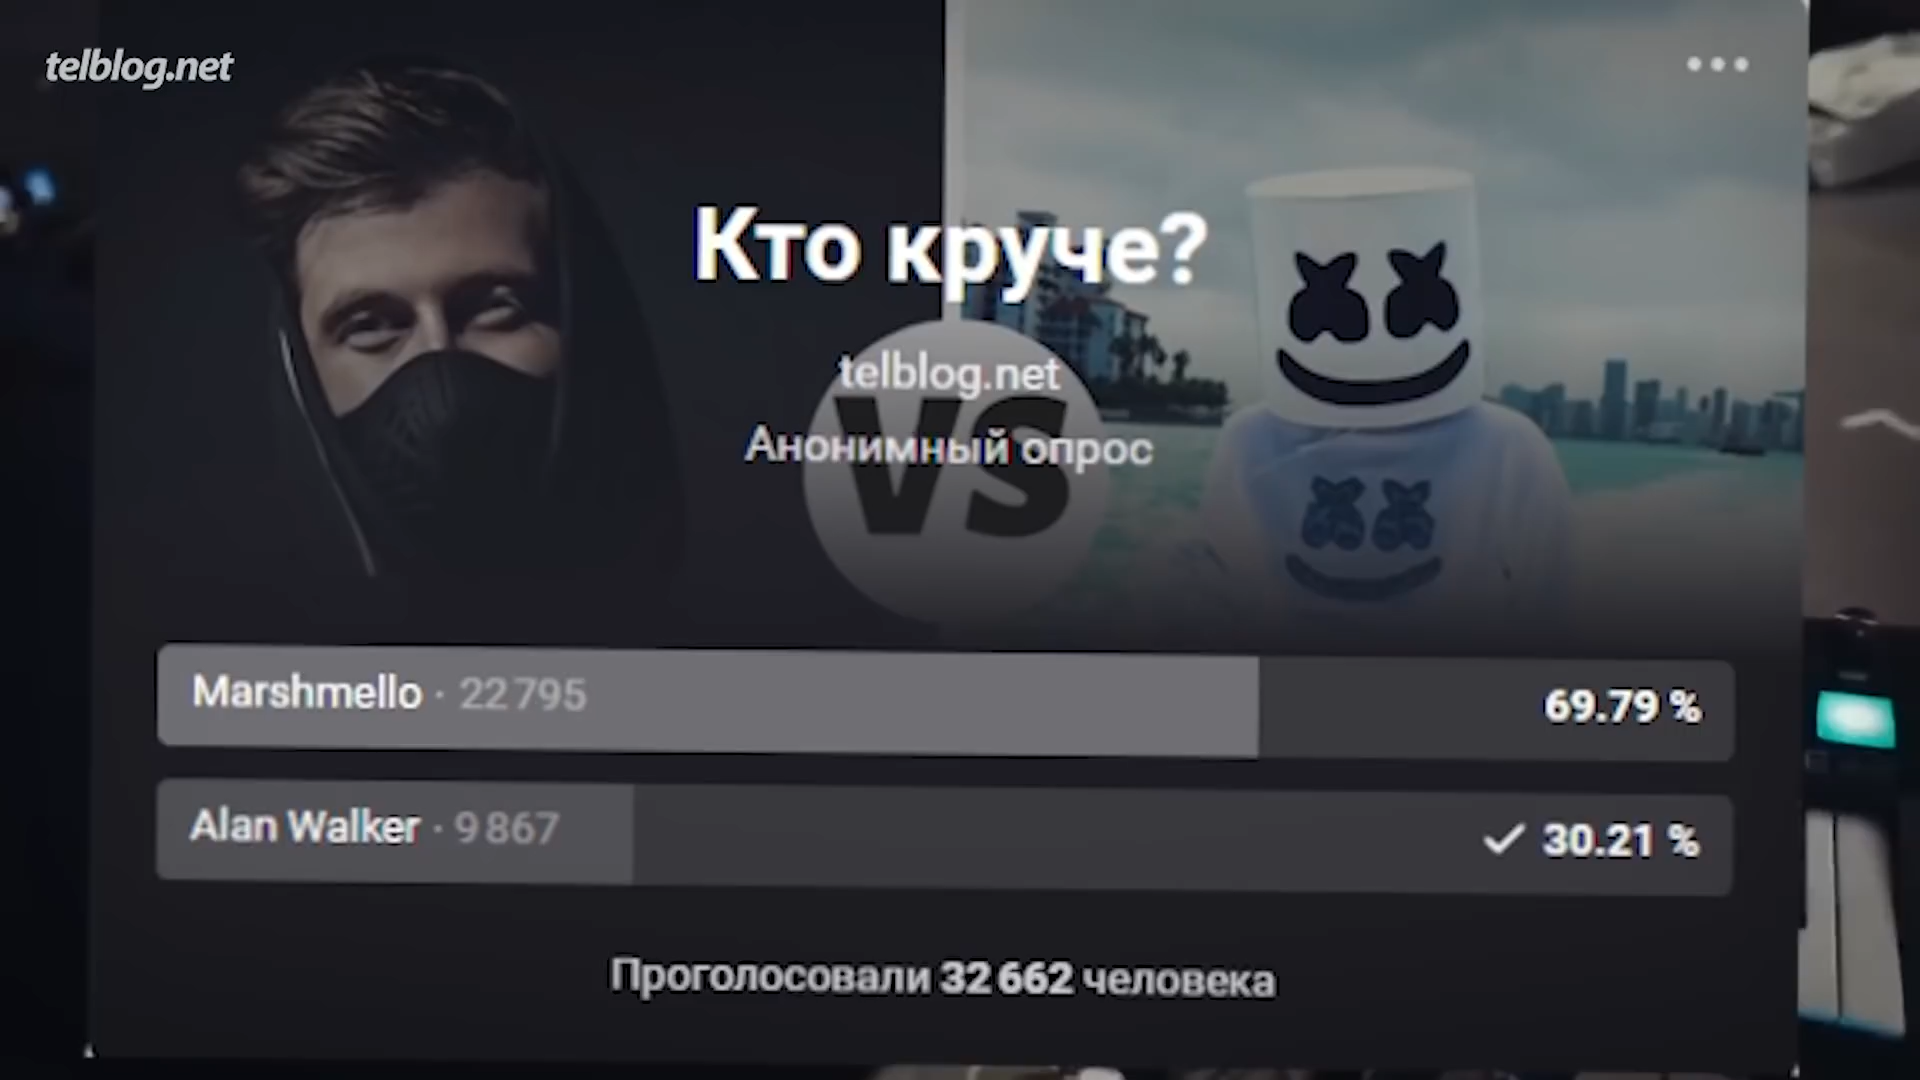 telblog.net
Кто круче?
telblog.net
Анонимный опрос
VS
Marshmello · 22 795
69.79 %
Alan Walker · 9 867
30.21 %
Проголосовали 32 662 человека